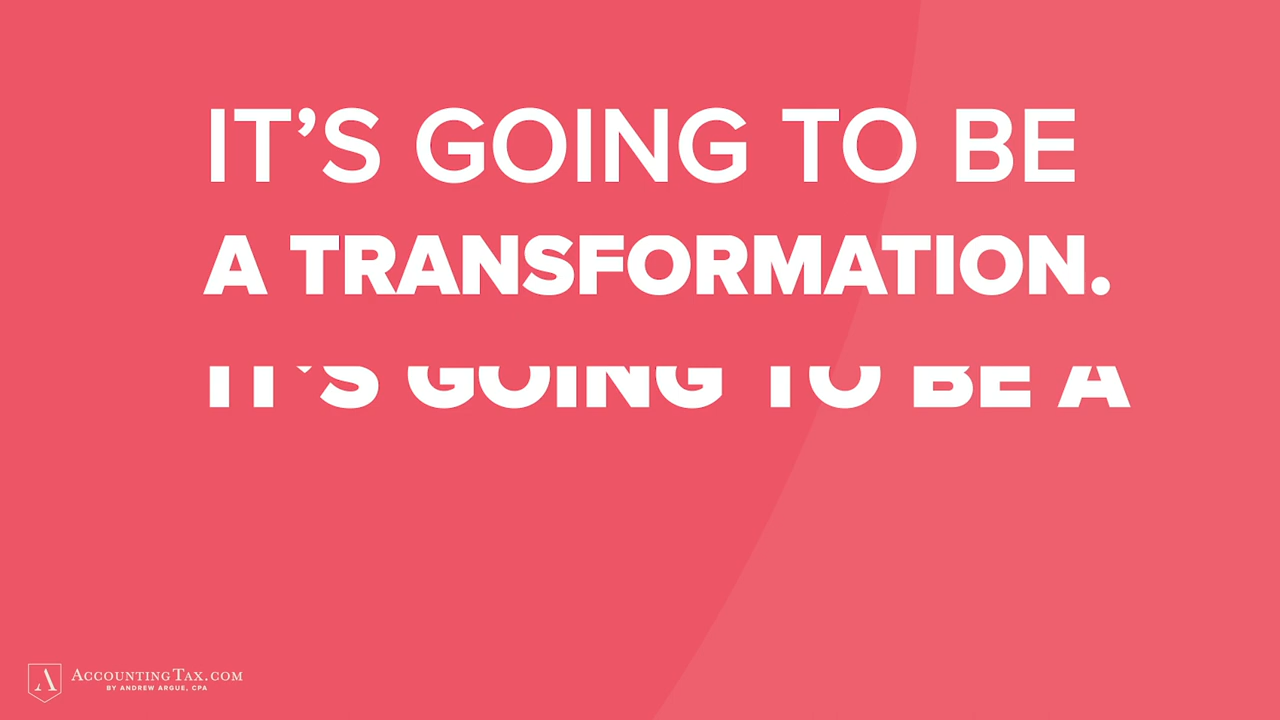 IT’S GOING TO BE
A TRANSFORMATION.
IT’S GOING TO BE A
A
ACCOUNTINGTAX.COM
BY ANDREW ARGUE, CPA